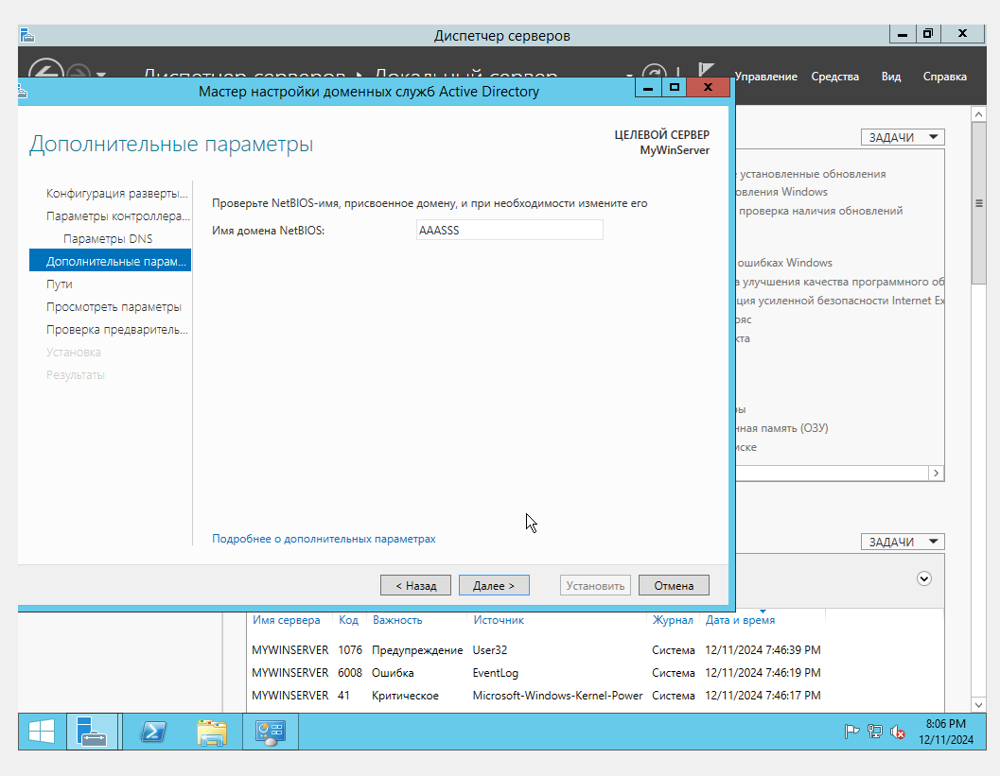 Диспетчер серверов
Диспетчер серверов Локальный сервер
Управление Средства Вид Справка
Мастер настройки доменных служб Active Directory
Дополнительные параметры
ЦЕЛЕВОЙ СЕРВЕР
MyWinServer
ЗАДАЧИ
Конфигурация разверты...
Параметры контроллера...
Параметры DNS
Дополнительные парам...
Пути
Просмотреть параметры
Проверка предваритель...
Установка
Результаты
Проверьте NetBIOS-имя, присвоенное домену, и при необходимости измените его
Имя домена NetBIOS: AAASSS
Подробнее о дополнительных параметрах
< Назад Далее > Установить Отмена
установленные обновления
овления Windows
проверка наличия обновлений
ошибках Windows
а улучшения качества программного об
ция усиленной безопасности Internet Ex
ояс
кта
ры
нная память (ОЗУ)
иске
ЗАДАЧИ
Имя сервера Код Важность Источник Журнал Дата и время
MYWINSERVER 1076 Предупреждение User32 Система 12/11/2024 7:46:39 PM
MYWINSERVER 6008 Ошибка EventLog Система 12/11/2024 7:46:19 PM
MYWINSERVER 41 Критическое Microsoft-Windows-Kernel-Power Система 12/11/2024 7:46:17 PM
8:06 PM
12/11/2024